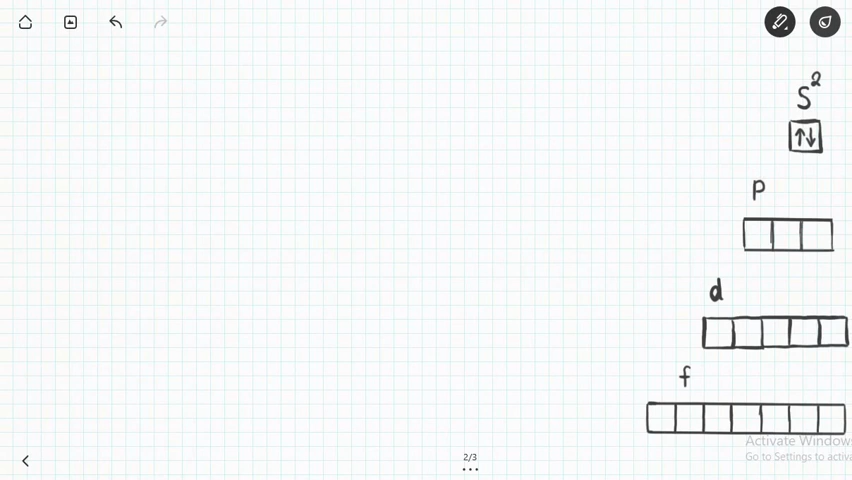 S²
↑↓
p
d
f
Activate Windows
Go to Settings to activa
2/3